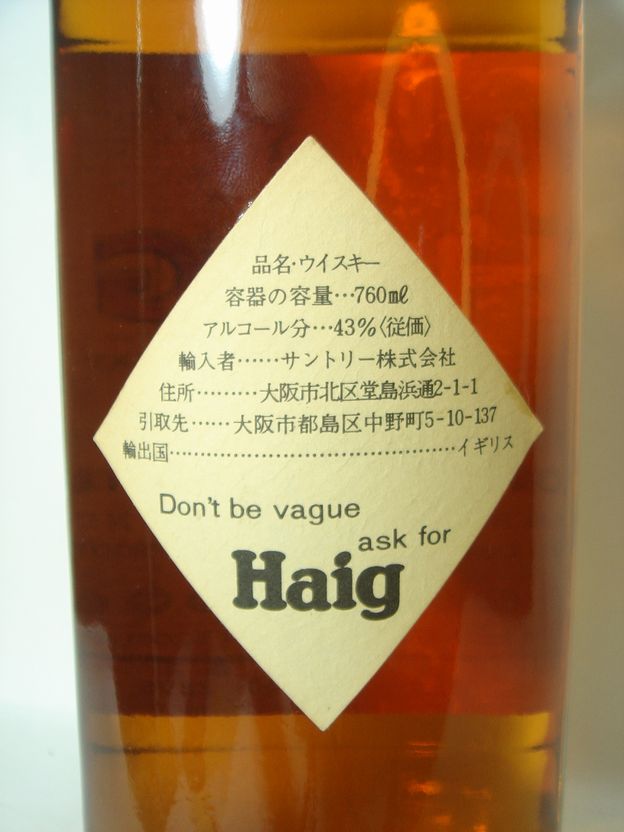 品名・ウイスキー
容器の容量…760ml
アルコール分…43%〈従価〉
輸入者……サントリー株式会社
住所………大阪市北区堂島浜通2-1-1
引取先……大阪市都島区中野町5-10-137
輸出国……………………………………イギリス
Don't be vague
ask for
Haig